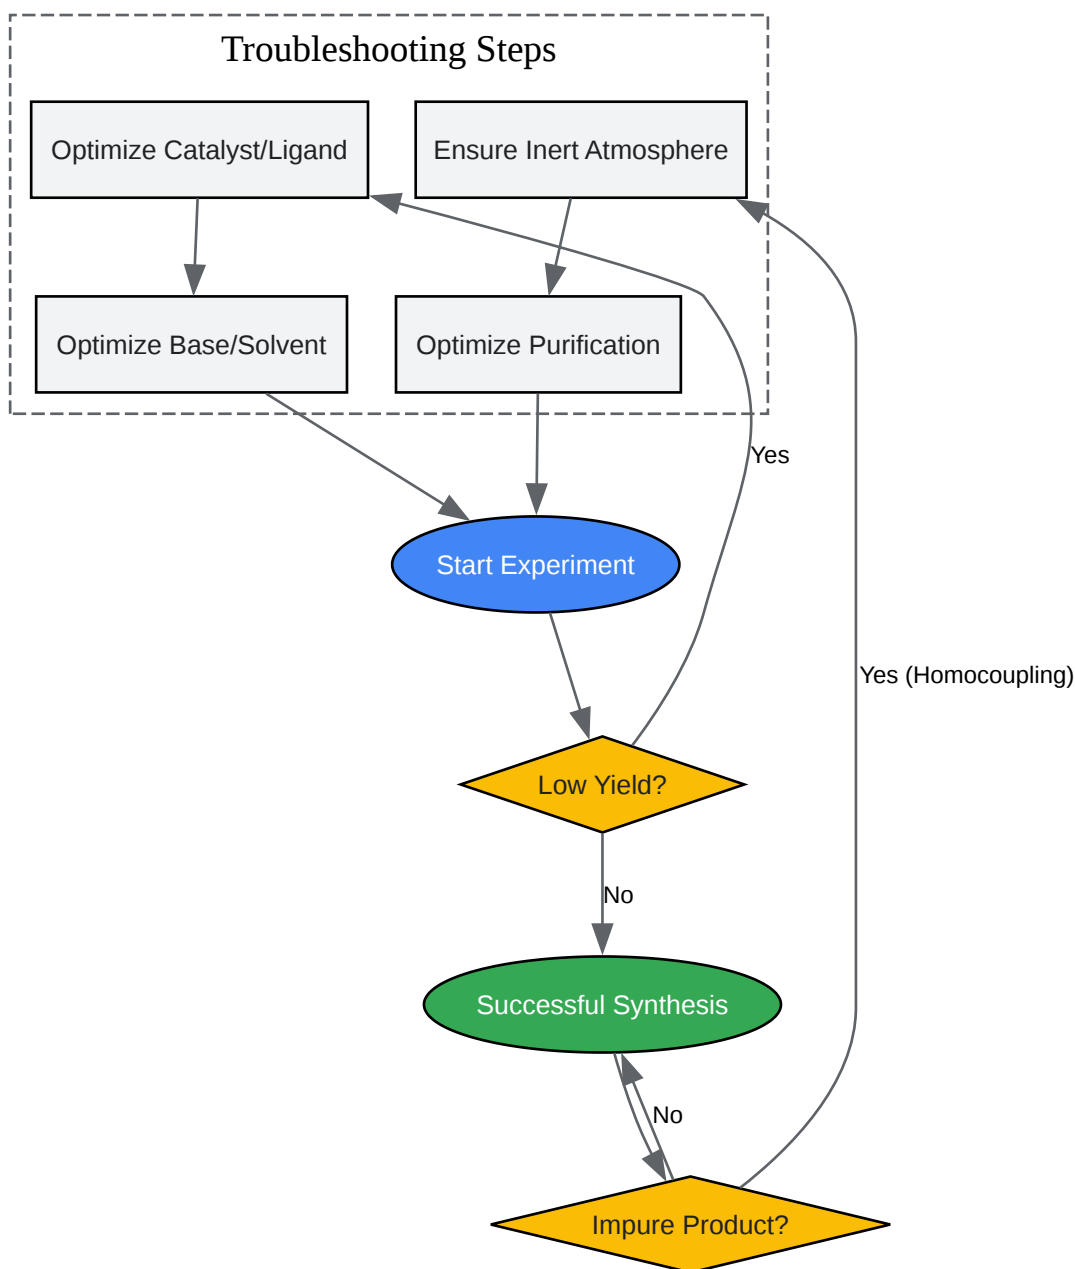 Troubleshooting Steps
Optimize Catalyst/Ligand
Ensure Inert Atmosphere
Optimize Base/Solvent
Optimize Purification
Yes
Start Experiment
Yes (Homocoupling)
Low Yield?
No
Successful Synthesis
No
Impure Product?